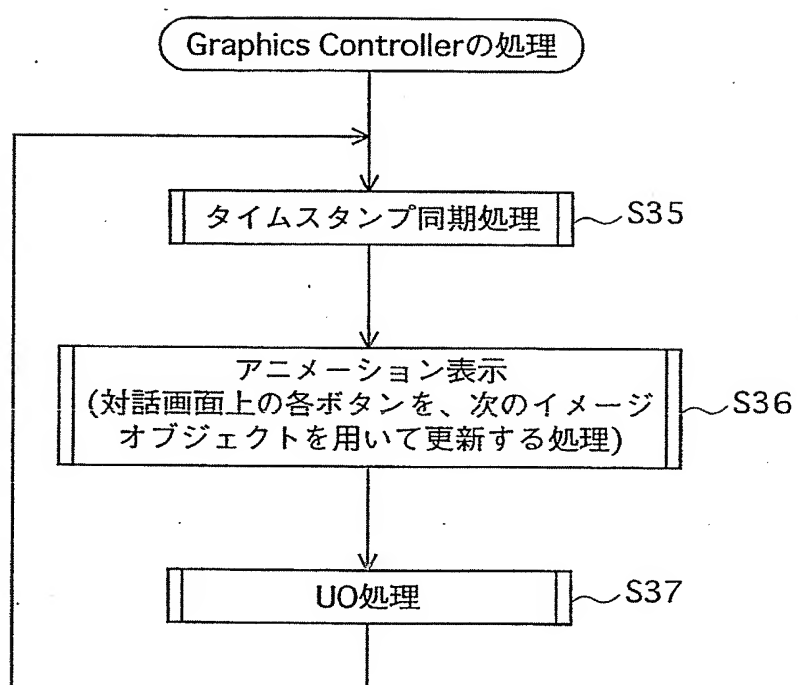 Graphics Controllerの処理
タイムスタンプ同期処理
S35
アニメーション表示
(対話画面上の各ボタンを、次のイメージ
オブジェクトを用いて更新する処理)
S36
UO処理
S37